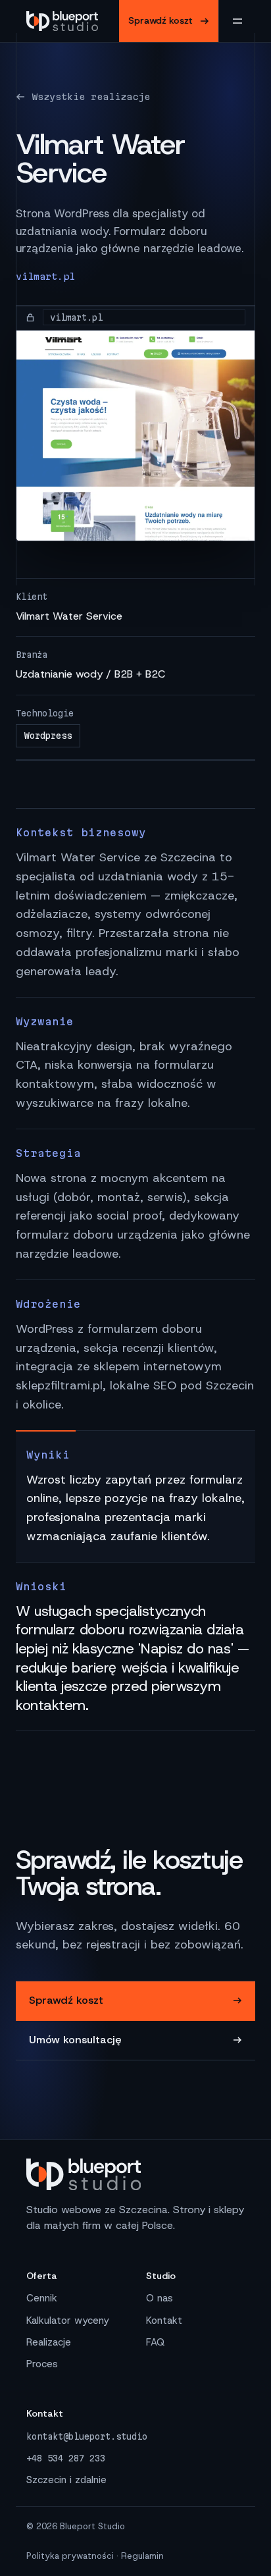 blueport
studio
Sprawdź koszt →
← Wszystkie realizacje
Vilmart Water
Service
Strona WordPress dla specjalisty od
uzdatniania wody. Formularz doboru
urządzenia jako główne narzędzie leadowe.
vilmart.pl
vilmart.pl
Vilmart
Czysta woda –
czysta jakość!
15
Uzdatnianie wody na miarę
Twoich potrzeb.
Klient
Vilmart Water Service
Branża
Uzdatnianie wody / B2B + B2C
Technologie
Wordpress
Kontekst biznesowy
Vilmart Water Service ze Szczecina to
specjalista od uzdatniania wody z 15-
letnim doświadczeniem — zmiękczacze,
odżelaziacze, systemy odwróconej
osmozy, filtry. Przestarzała strona nie
oddawała profesjonalizmu marki i słabo
generowała leady.
Wyzwanie
Nieatrakcyjny design, brak wyraźnego
CTA, niska konwersja na formularzu
kontaktowym, słaba widoczność w
wyszukiwarce na frazy lokalne.
Strategia
Nowa strona z mocnym akcentem na
usługi (dobór, montaż, serwis), sekcja
referencji jako social proof, dedykowany
formularz doboru urządzenia jako główne
narzędzie leadowe.
Wdrożenie
WordPress z formularzem doboru
urządzenia, sekcja recenzji klientów,
integracja ze sklepem internetowym
sklepzfiltrami.pl, lokalne SEO pod Szczecin
i okolice.
Wyniki
Wzrost liczby zapytań przez formularz
online, lepsze pozycje na frazy lokalne,
profesjonalna prezentacja marki
wzmacniająca zaufanie klientów.
Wnioski
W usługach specjalistycznych
formularz doboru rozwiązania działa
lepiej niż klasyczne 'Napisz do nas' —
redukuje barierę wejścia i kwalifikuje
klienta jeszcze przed pierwszym
kontaktem.
Sprawdź, ile kosztuje
Twoja strona.
Wybierasz zakres, dostajesz widełki. 60
sekund, bez rejestracji i bez zobowiązań.
Sprawdź koszt →
Umów konsultację →
blueport
studio
Studio webowe ze Szczecina. Strony i sklepy
dla małych firm w całej Polsce.
Oferta
Cennik
Kalkulator wyceny
Realizacje
Proces
Studio
O nas
Kontakt
FAQ
Kontakt
kontakt@blueport.studio
+48 534 287 233
Szczecin i zdalnie
© 2026 Blueport Studio
Polityka prywatności · Regulamin